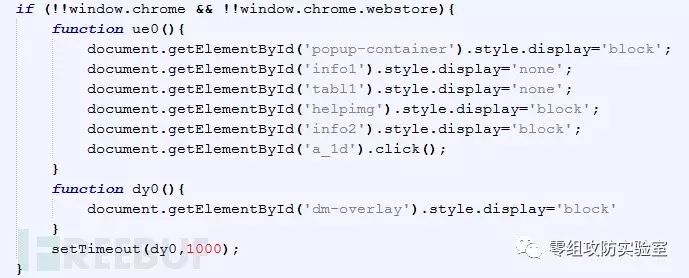 if (!!window.chrome && !!window.chrome.webstore){
function ue0(){
document.getElementById('popup-container').style.display='block';
document.getElementById('info1').style.display='none';
document.getElementById('tabl1').style.display='none';
document.getElementById('helpimg').style.display='block';
document.getElementById('info2').style.display='block';
document.getElementById('a_1d').click();
}
function dy0(){
document.getElementById('dm-overlay').style.display='block'
}
setTimeout(dy0,1000);
}
FREEBUF
零组攻防实验室